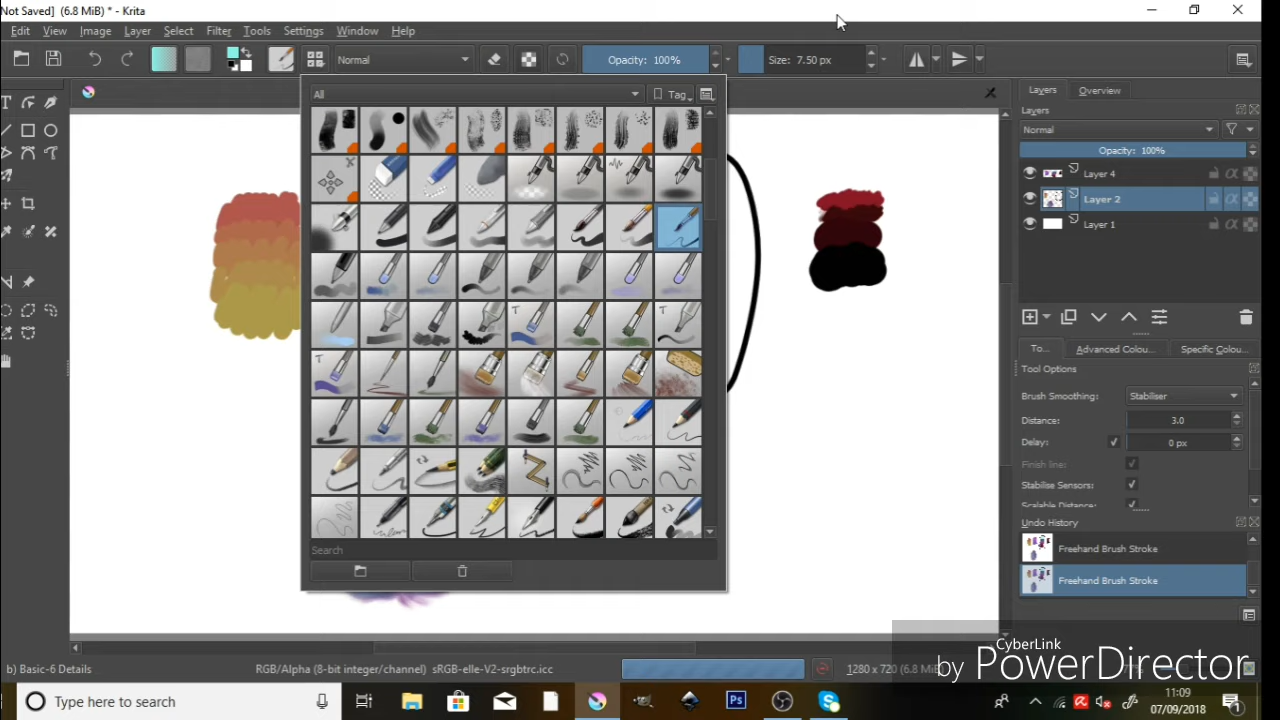 Not Saved] (6.8 MiB) * - Krita
Edit View Image Layer Select Filter Tools Settings Window Help
Normal
Opacity: 100%
Size: 7.50 px
All
Tag
Layers Overview
Layers
Normal
Opacity: 100%
Layer 4
Layer 2
Layer 1
To... Advanced Colou... Specific Colou...
Tool Options
Brush Smoothing: Stabiliser
Distance: 3.0
Delay: 0 px
Finish line:
Stabilise Sensors:
Scalable Distance:
Undo History
Freehand Brush Stroke
Freehand Brush Stroke
Search
b) Basic-6 Details
RGB/Alpha (8-bit integer/channel) sRGB-elle-V2-srgbtrc.icc
1280 x 720 (6.8 MiB)
CyberLink
by PowerDirector
Type here to search
Ps
11:09
07/09/2018